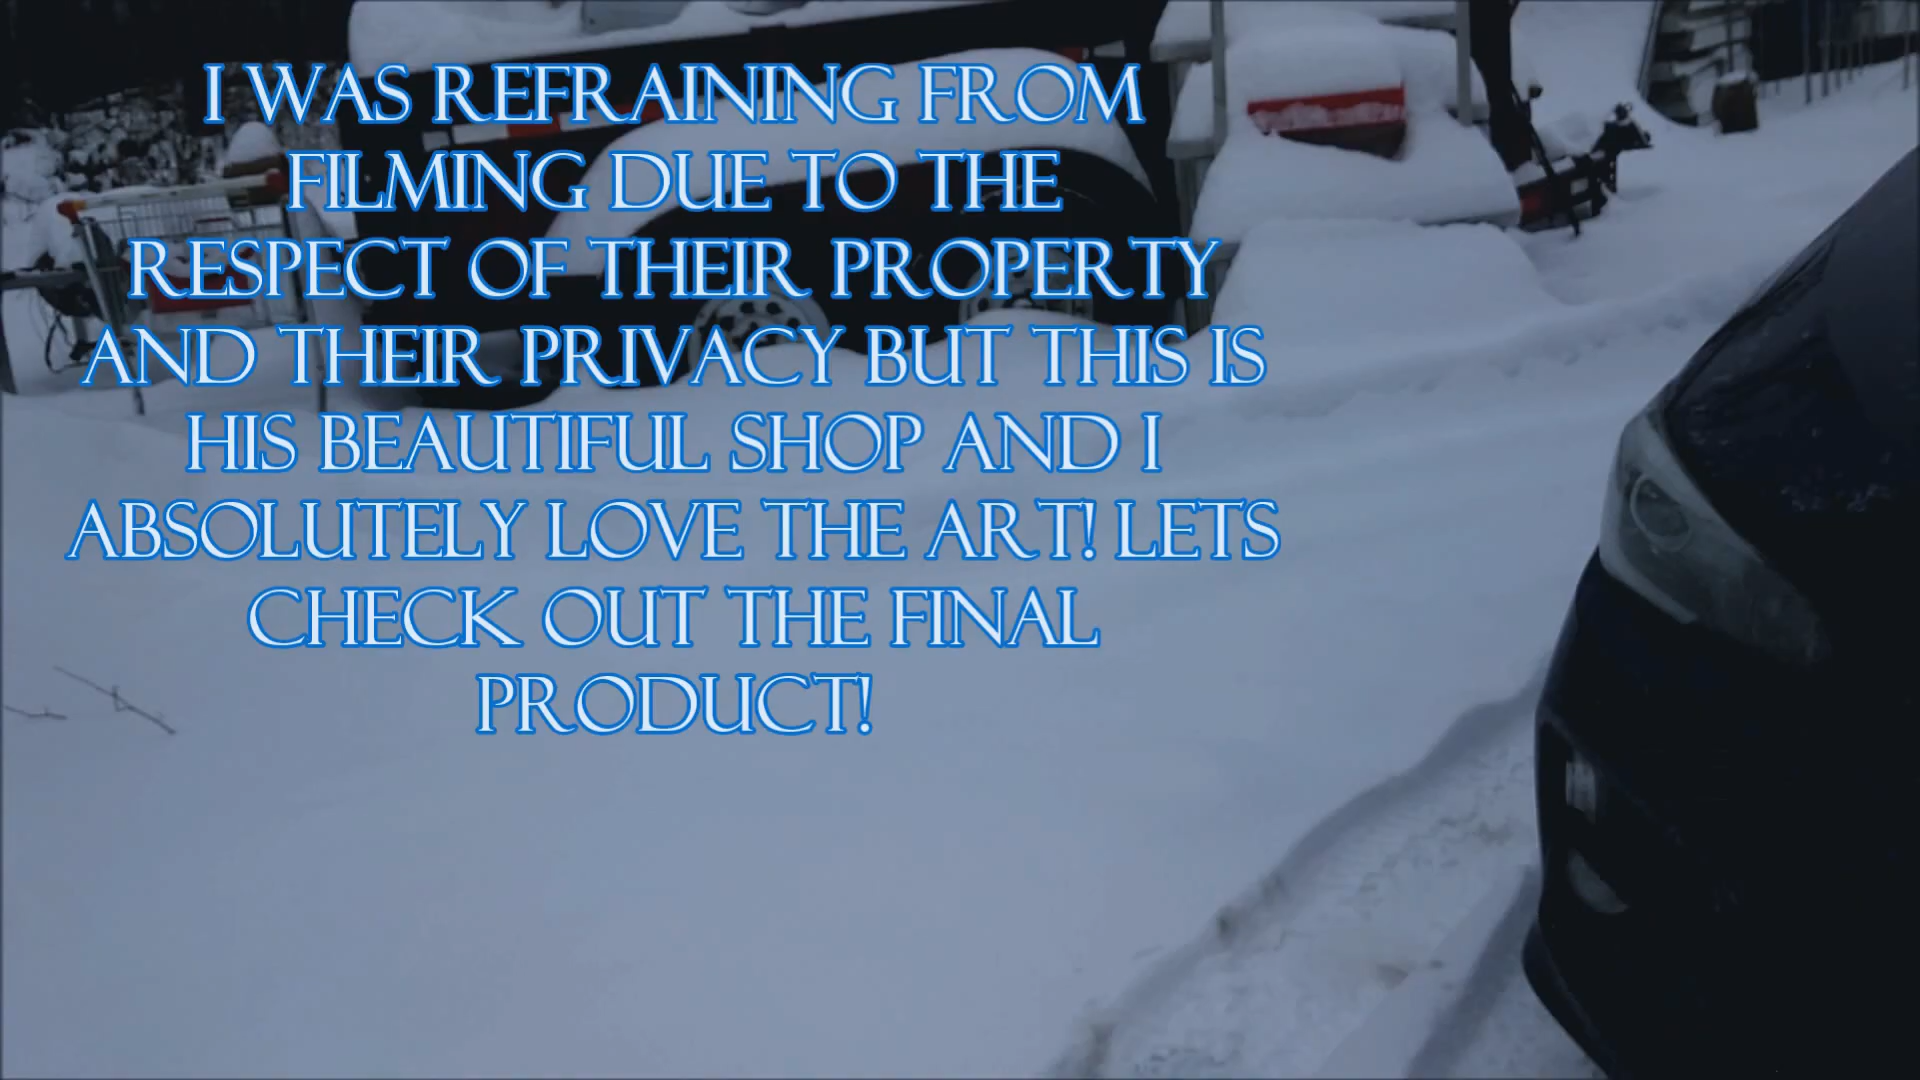 I WAS REFRAINING FROM
FILMING DUE TO THE
RESPECT OF THEIR PROPERTY
AND THEIR PRIVACY BUT THIS IS
HIS BEAUTIFUL SHOP AND I
ABSOLUTELY LOVE THE ART! LETS
CHECK OUT THE FINAL
PRODUCT!